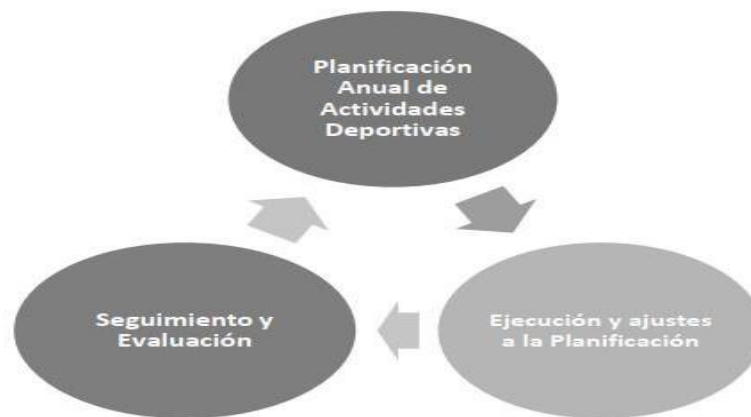 Planificación
Anual de
Actividades
Deportivas
Seguimiento y
Evaluación
Ejecución y ajustes
a la Planificación